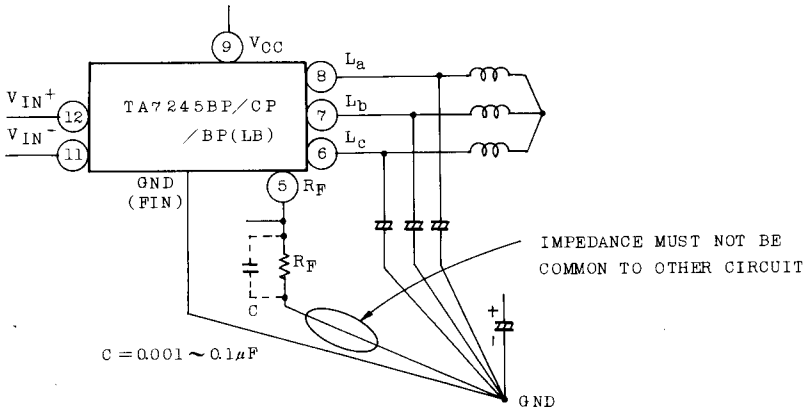 9 VCC
8 La
VIN+ 12
TA7245BP/CP
/BP(LB)
7 Lb
VIN- 11
6 Lc
GND
(FIN)
5 RF
IMPEDANCE MUST NOT BE
COMMON TO OTHER CIRCUIT
RF
C
+
-
C=0.001~0.1μF
GND